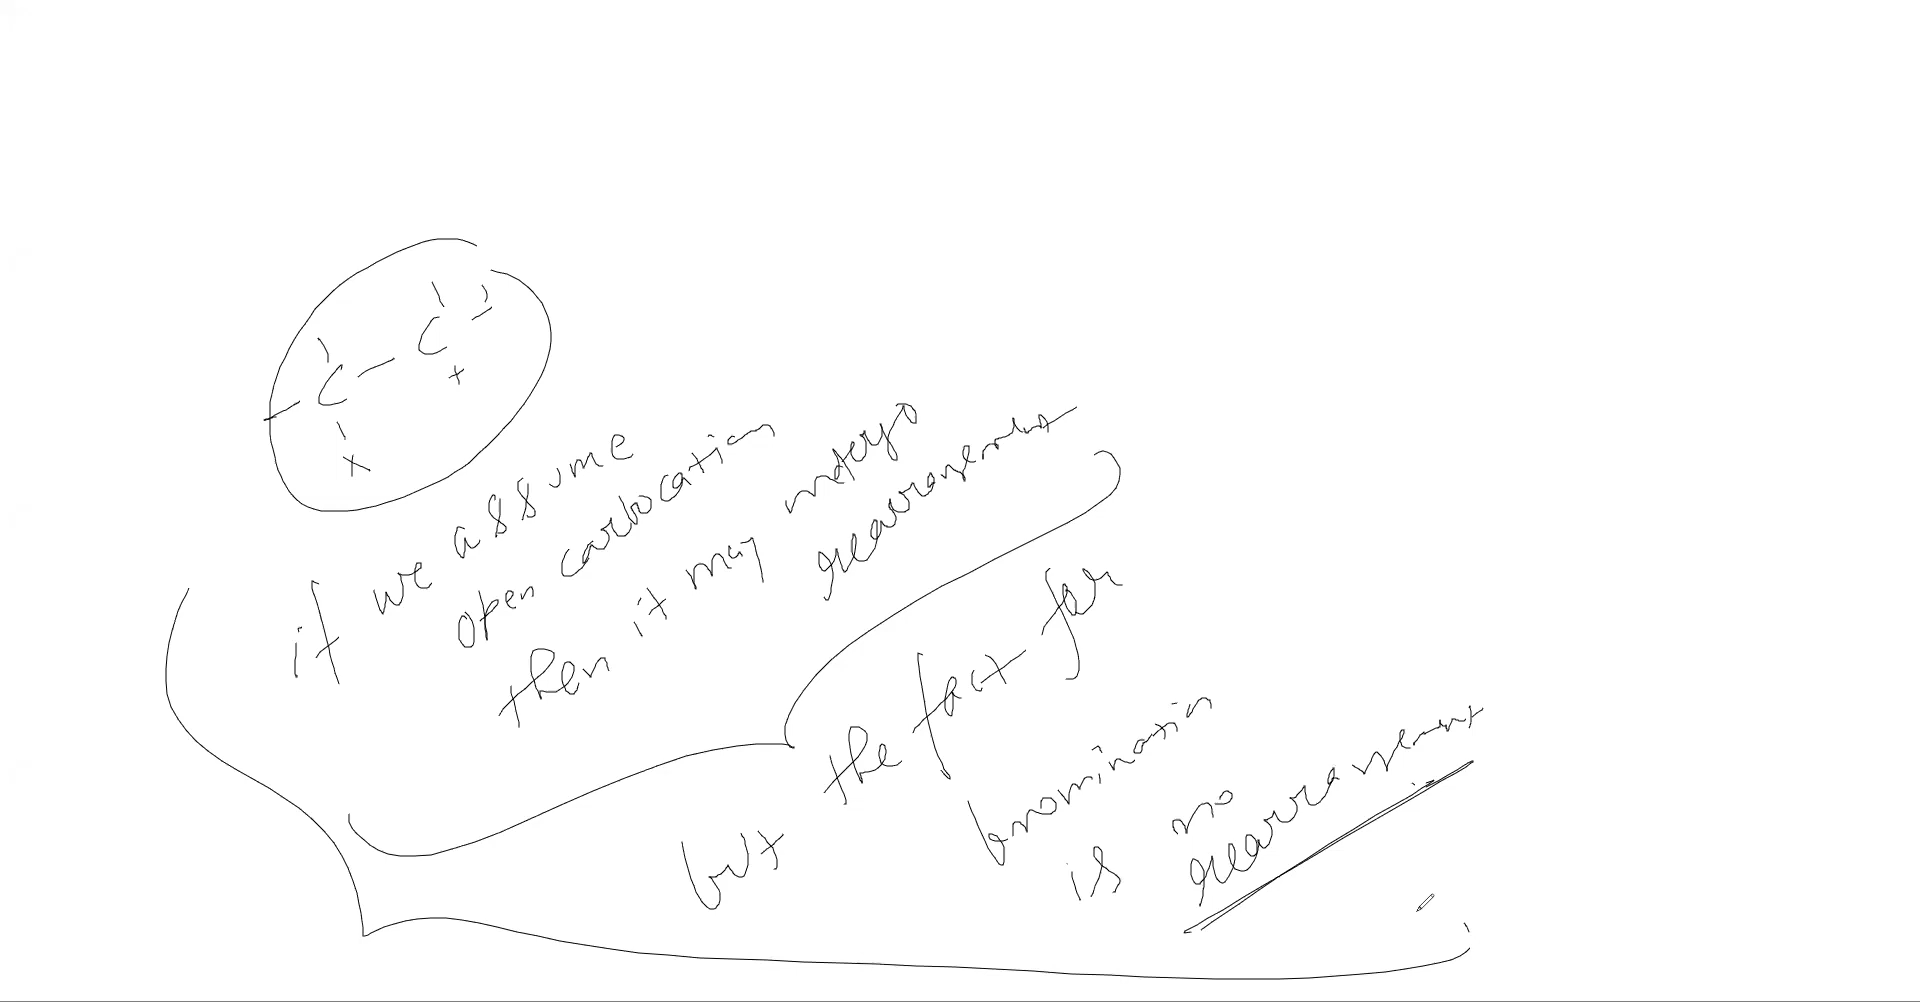 C — C
+
X
if we assume
open carbocation
then it may undergo
rearrangement
but the fact for
bromination
is no
rearrangement